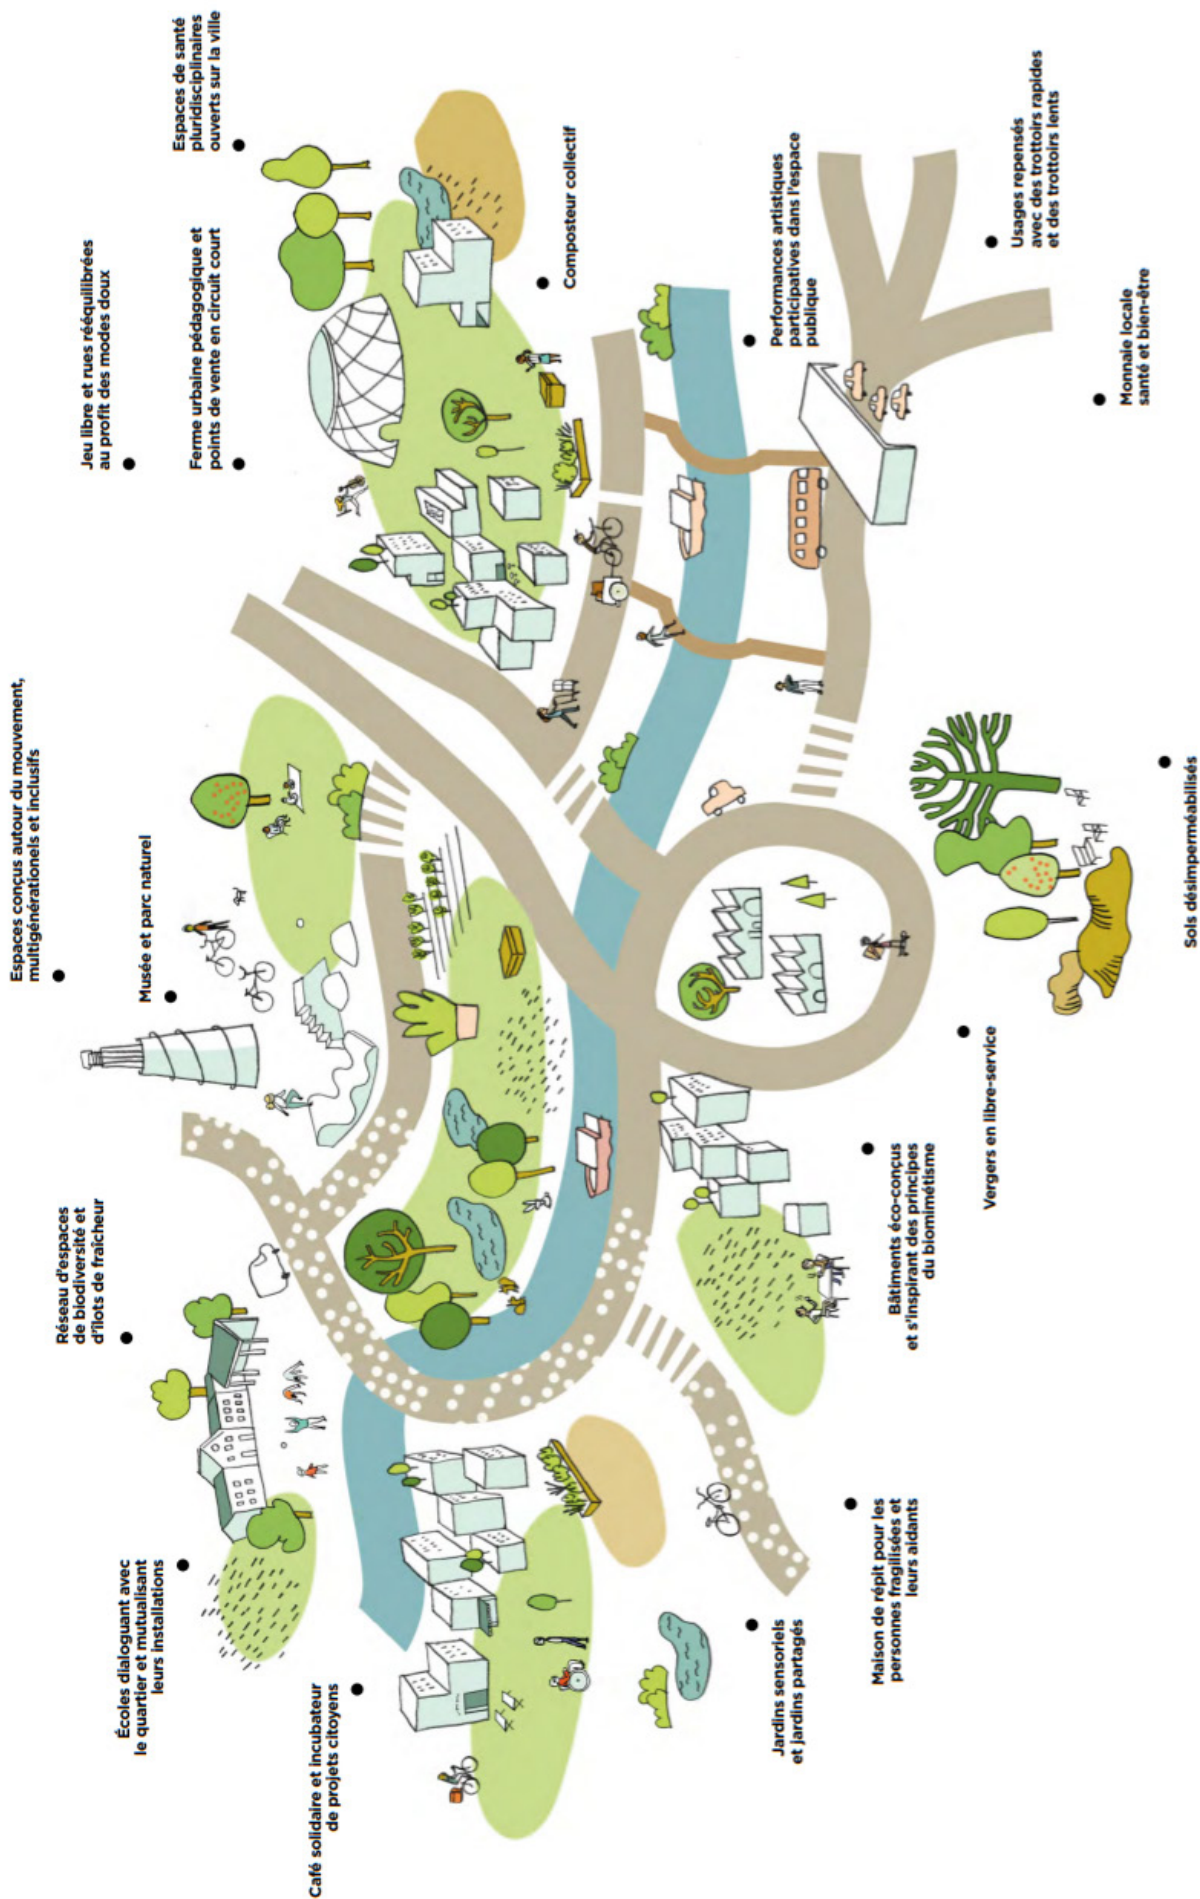 Café solidaire et incubateur
de projets citoyens
Écoles dialoguant avec
le quartier et mutualisant
leurs installations
Réseau d'espaces
de biodiversité et
d'îlots de fraîcheur
Espaces conçus autour du mouvement,
multigénérationels et inclusifs
Musée et parc naturel
Jeu libre et rues rééquilibrées
au profit des modes doux
Ferme urbaine pédagogique et
points de vente en circuit court
Espaces de santé
pluridisciplinaires
ouverts sur la ville
Composteur collectif
Performances artistiques
participatives dans l'espace
publique
Usages repensés
avec des trottoirs rapides
et des trottoirs lents
Monnaie locale
santé et bien-être
Sols désimperméabilisés
Vergers en libre-service
Bâtiments éco-conçus
et s'inspirant des principes
du biomimétisme
Maison de répit pour les
personnes fragilisées et
leurs aidants
Jardins sensoriels
et jardins partagés